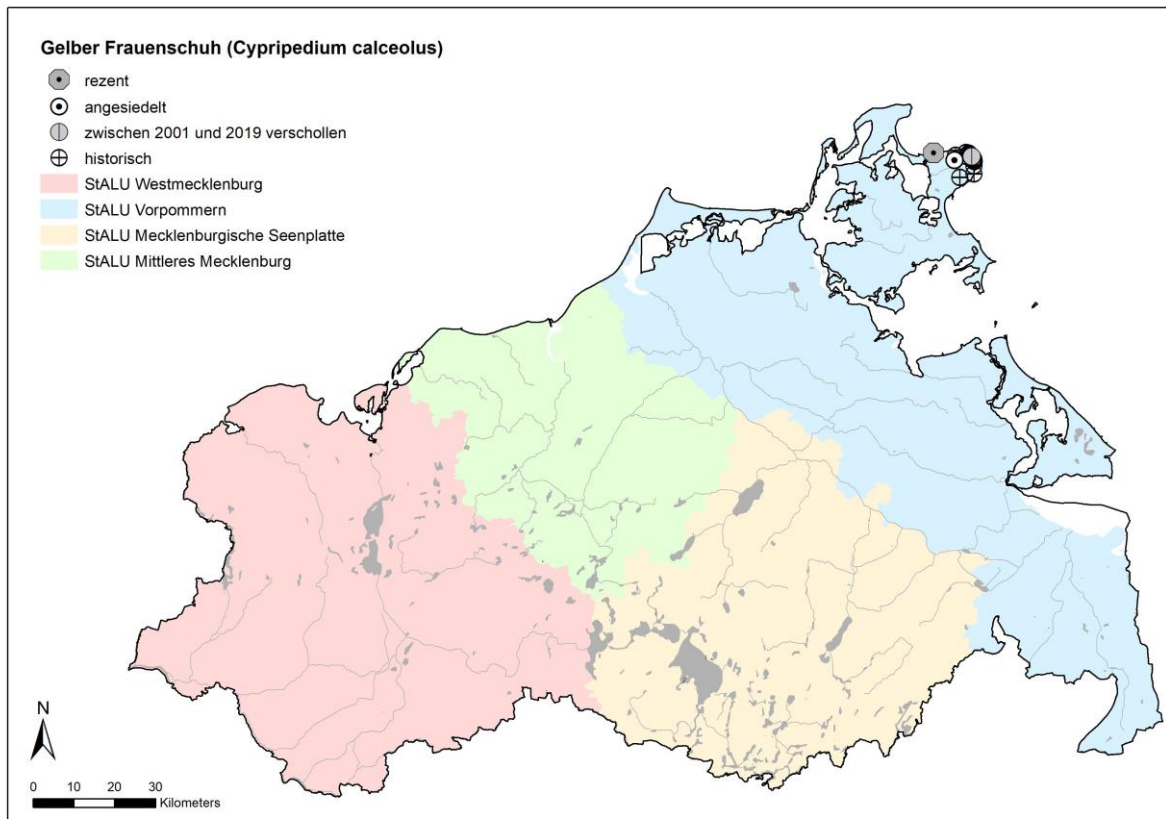 Gelber Frauenschuh (Cypripedium calceolus)
rezent
angesiedelt
zwischen 2001 und 2019 verschollen
historisch
StALU Westmecklenburg
StALU Vorpommern
StALU Mecklenburgische Seenplatte
StALU Mittleres Mecklenburg
N
0 10 20 30
Kilometers